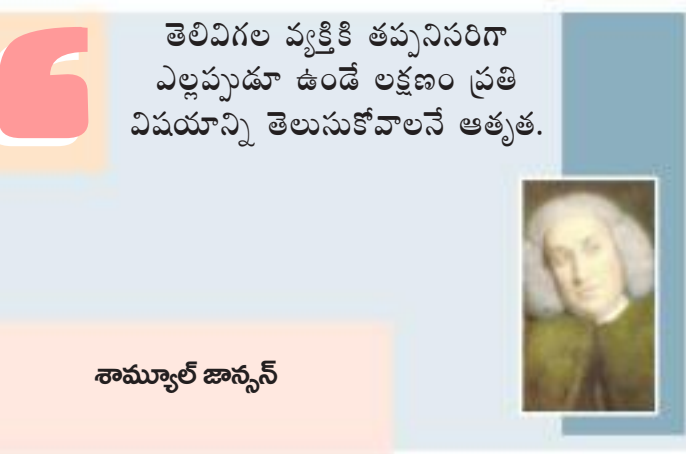 తెలివిగల వ్యక్తికి తప్పనిసరిగా
ఎల్లప్పుడూ ఉండే లక్షణం ప్రతి
విషయాన్ని తెలుసుకోవాలనే ఆతృత.
శామ్యూల్ జాన్సన్